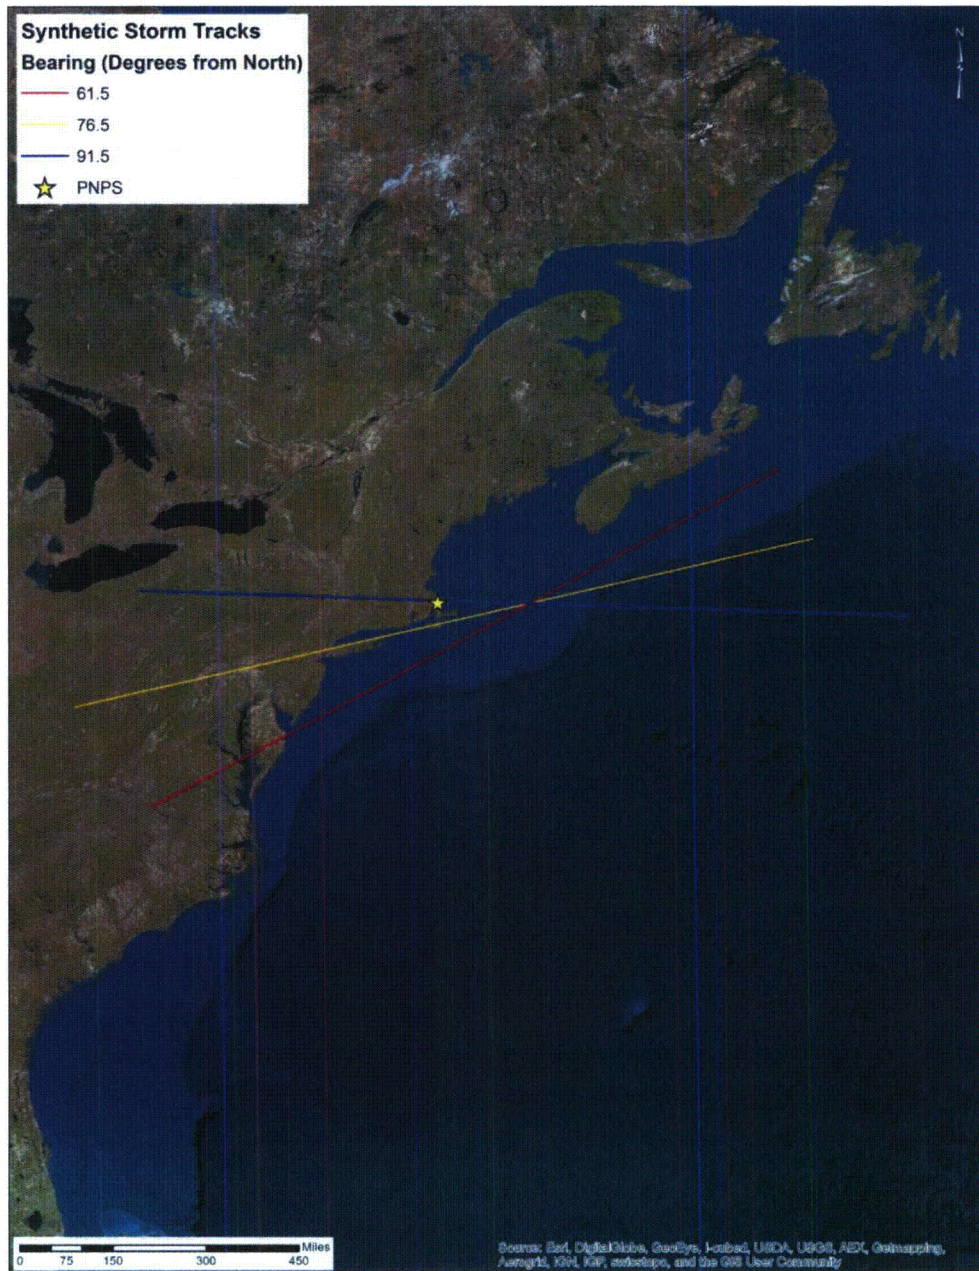 Synthetic Storm Tracks
Bearing (Degrees from North)
61.5
76.5
91.5
PNPS
N
Miles
0 75 150 300 450
Source: Esri, DigitalGlobe, GeoEye, i-cubed, USDA, USGS, AEX, Getmapping,
Aerogrid, IGN, IGP, swisstopo, and the GIS User Community